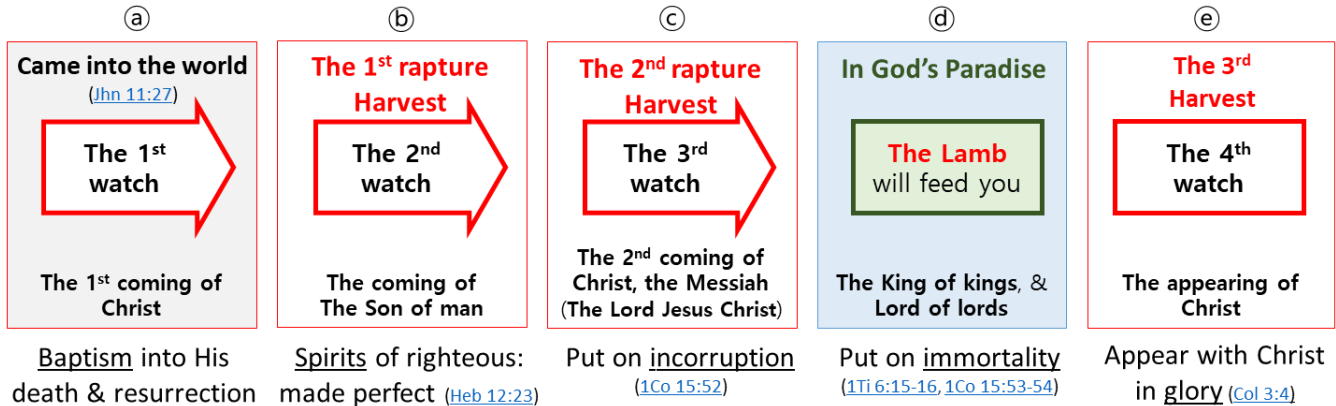 ⓐ
Came into the world
(Jhn 11:27)
The 1st
watch
The 1st coming of
Christ
Baptism into His
death & resurrection
ⓑ
The 1st rapture
Harvest
The 2nd
watch
The coming of
The Son of man
Spirits of righteous:
made perfect (Heb 12:23)
ⓒ
The 2nd rapture
Harvest
The 3rd
watch
The 2nd coming of
Christ, the Messiah
(The Lord Jesus Christ)
Put on incorruption
(1Co 15:52)
ⓓ
In God's Paradise
The Lamb
will feed you
The King of kings, &
Lord of lords
Put on immortality
(1Ti 6:15-16, 1Co 15:53-54)
ⓔ
The 3rd
Harvest
The 4th
watch
The appearing of
Christ
Appear with Christ
in glory (Col 3:4)